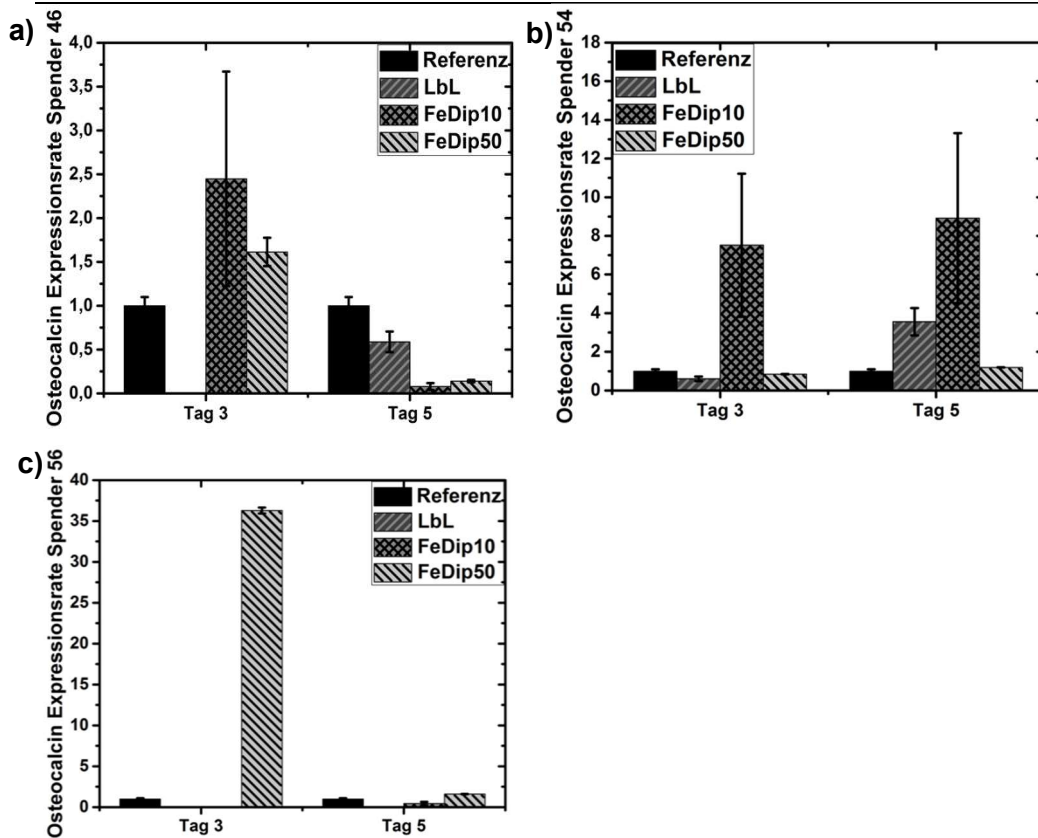 a)
Osteocalcin Expressionsrate Spender 46
4,0
3,5
3,0
2,5
2,0
1,5
1,0
0,5
0,0
Referenz
LbL
FeDip10
FeDip50
Tag 3
Tag 5
b)
Osteocalcin Expressionsrate Spender 54
18
16
14
12
10
8
6
4
2
0
Referenz
LbL
FeDip10
FeDip50
Tag 3
Tag 5
c)
Osteocalcin Expressionsrate Spender 56
40
35
30
25
20
15
10
5
0
Referenz
LbL
FeDip10
FeDip50
Tag 3
Tag 5